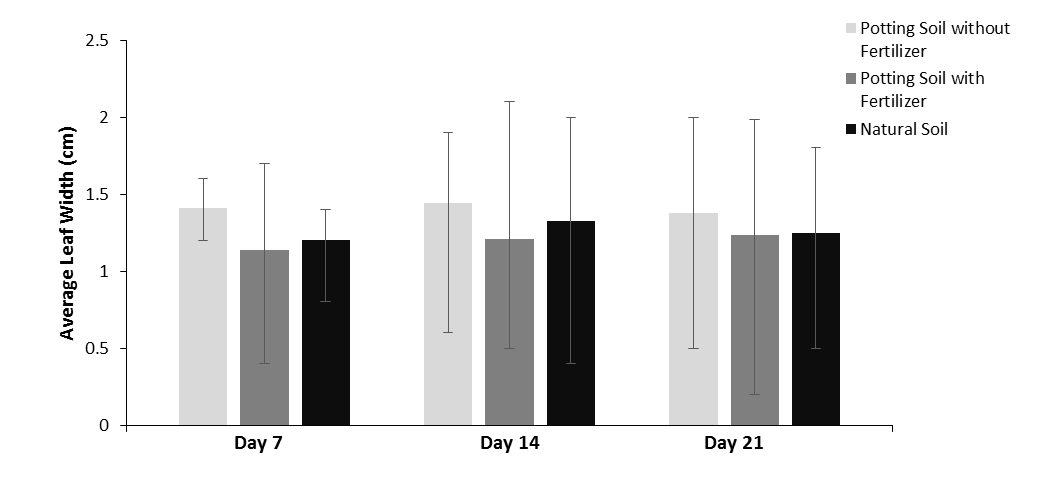 Potting Soil without
Fertilizer
Potting Soil with
Fertilizer
Natural Soil
Average Leaf Width (cm)
2.5
2
1.5
1
0.5
0
Day 7
Day 14
Day 21